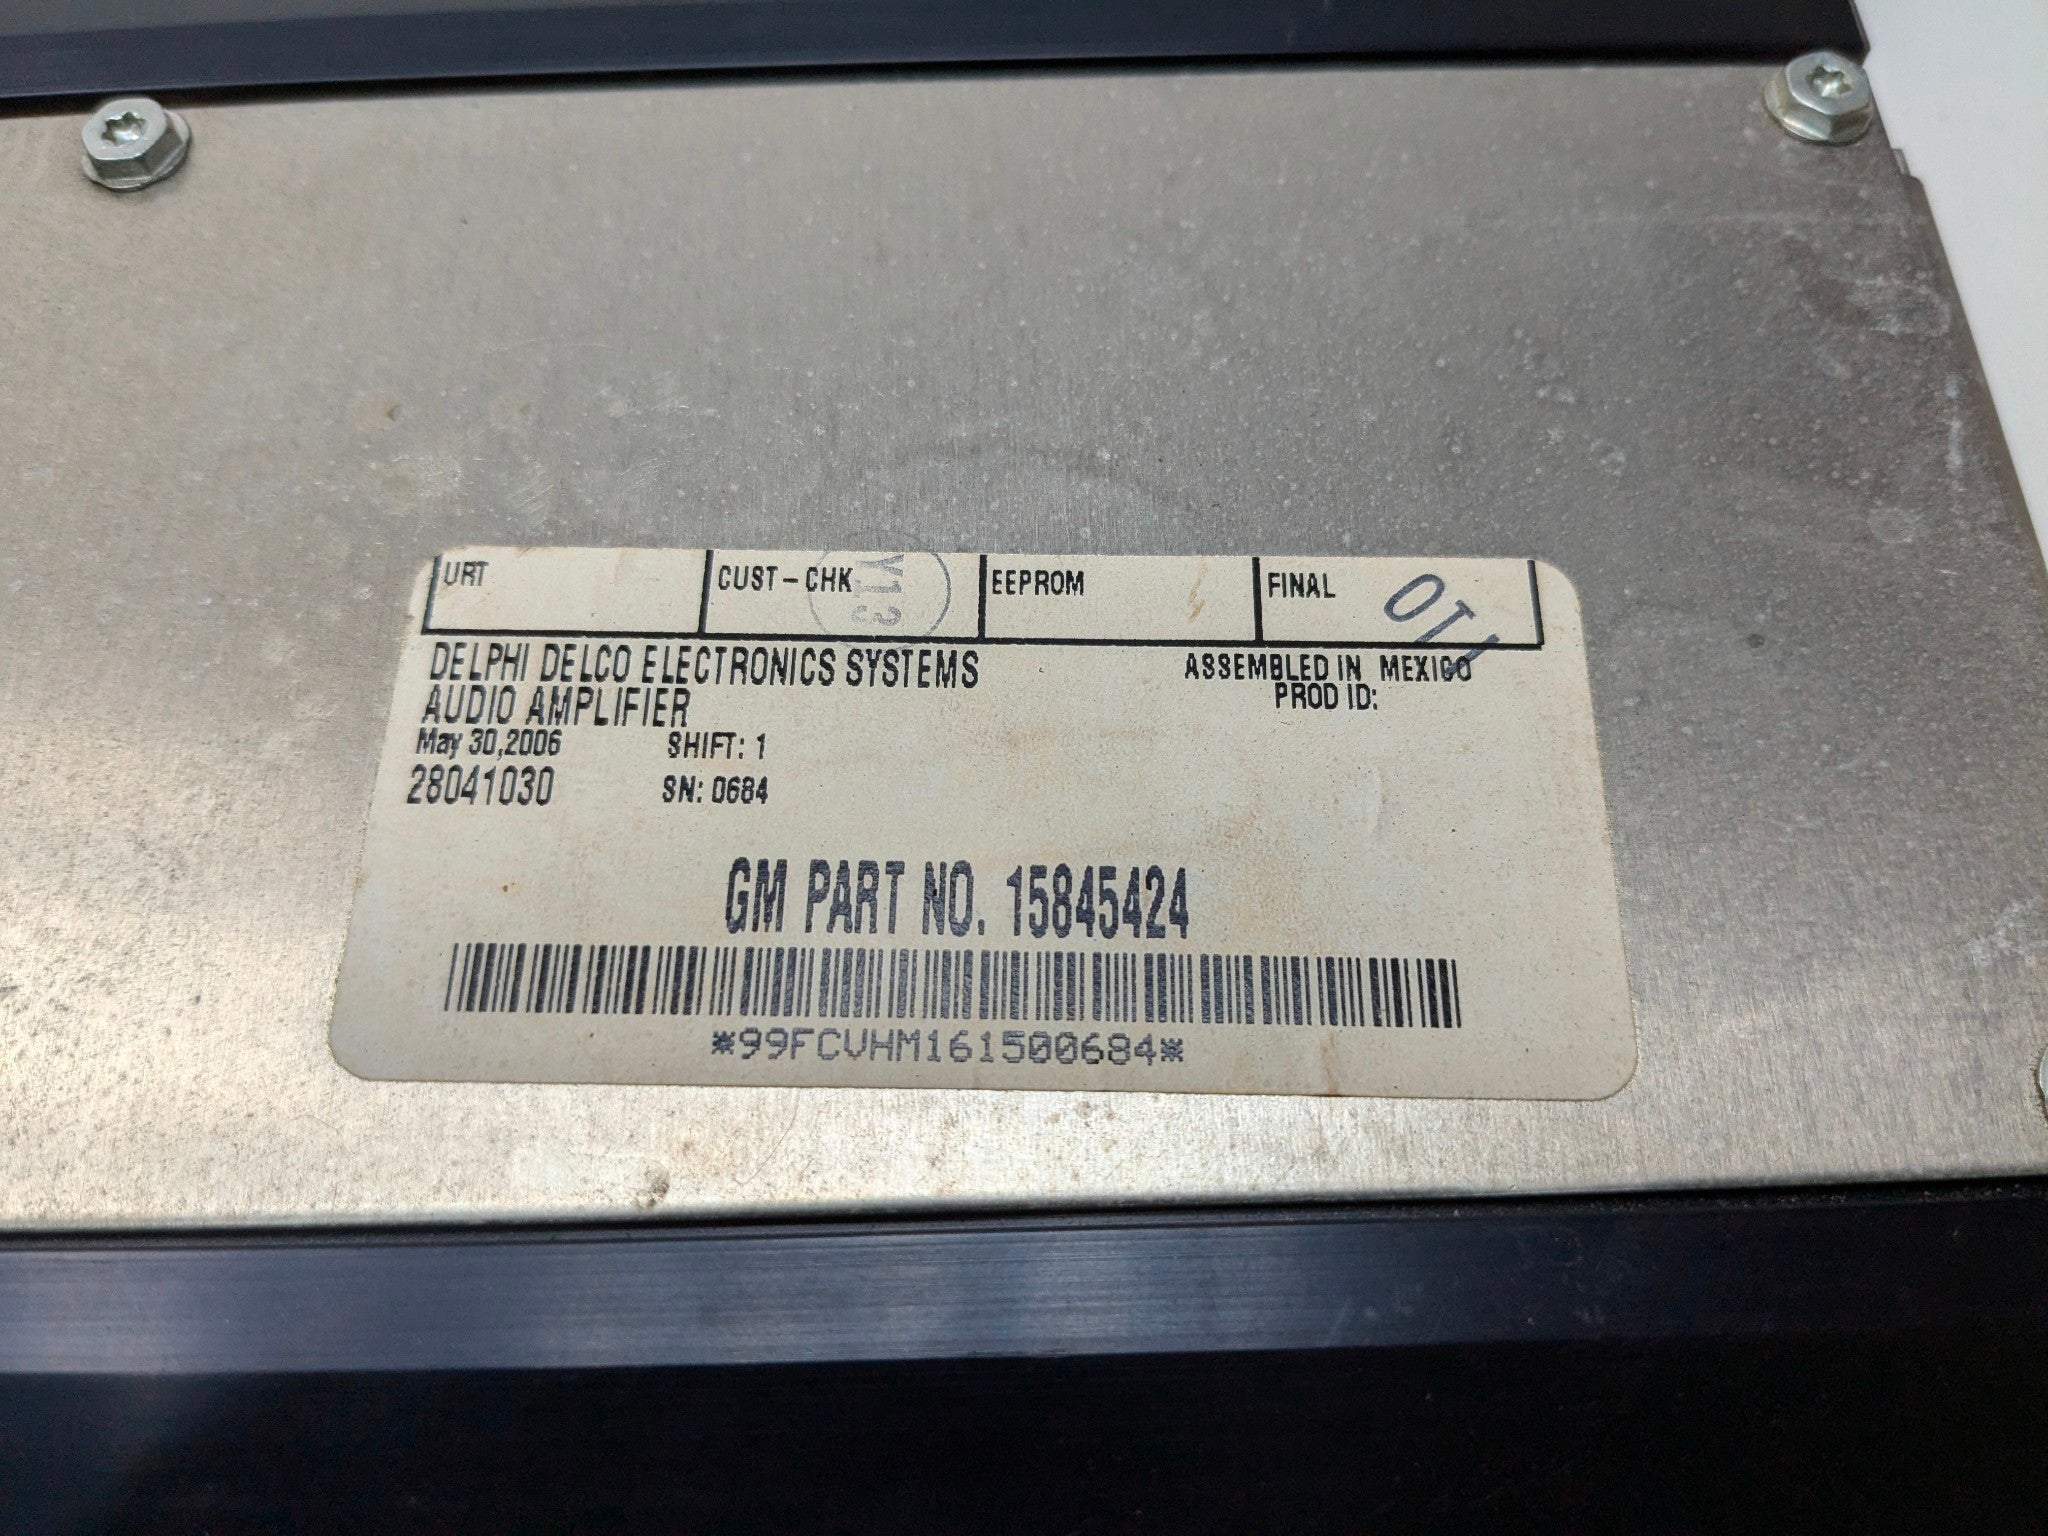 URT CUST-CHK EEPROM FINAL
Y13
DELPHI DELCO ELECTRONICS SYSTEMS
AUDIO AMPLIFIER
May 30,2006 SHIFT: 1
28041030 SN: 0684
ASSEMBLED IN MEXICO
PROD ID:
GM PART NO. 15845424
*99FCVHM161500684*